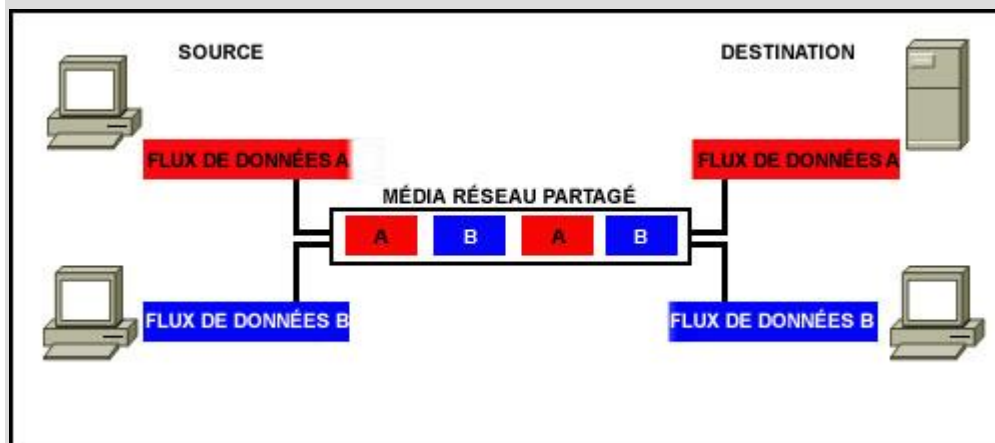 SOURCE
DESTINATION
FLUX DE DONNÉES A
FLUX DE DONNÉES A
MÉDIA RÉSEAU PARTAGÉ
A B A B
FLUX DE DONNÉES B
FLUX DE DONNÉES B